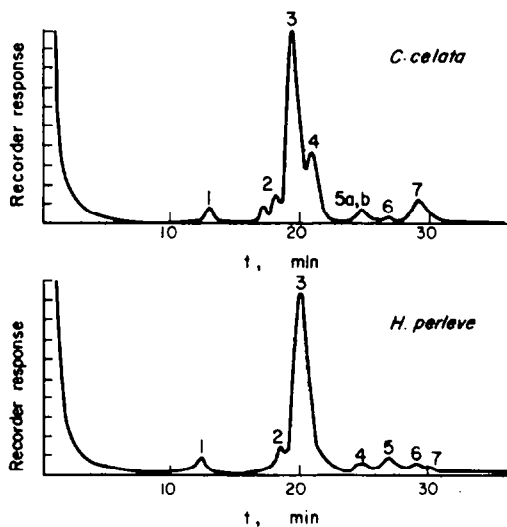 3
C. celata
4
1
2
5a,b
6
7
Recorder response
10
20
30
t, min
3
H. perleve
1
2
4
5
6
7
Recorder response
10
20
30
t, min